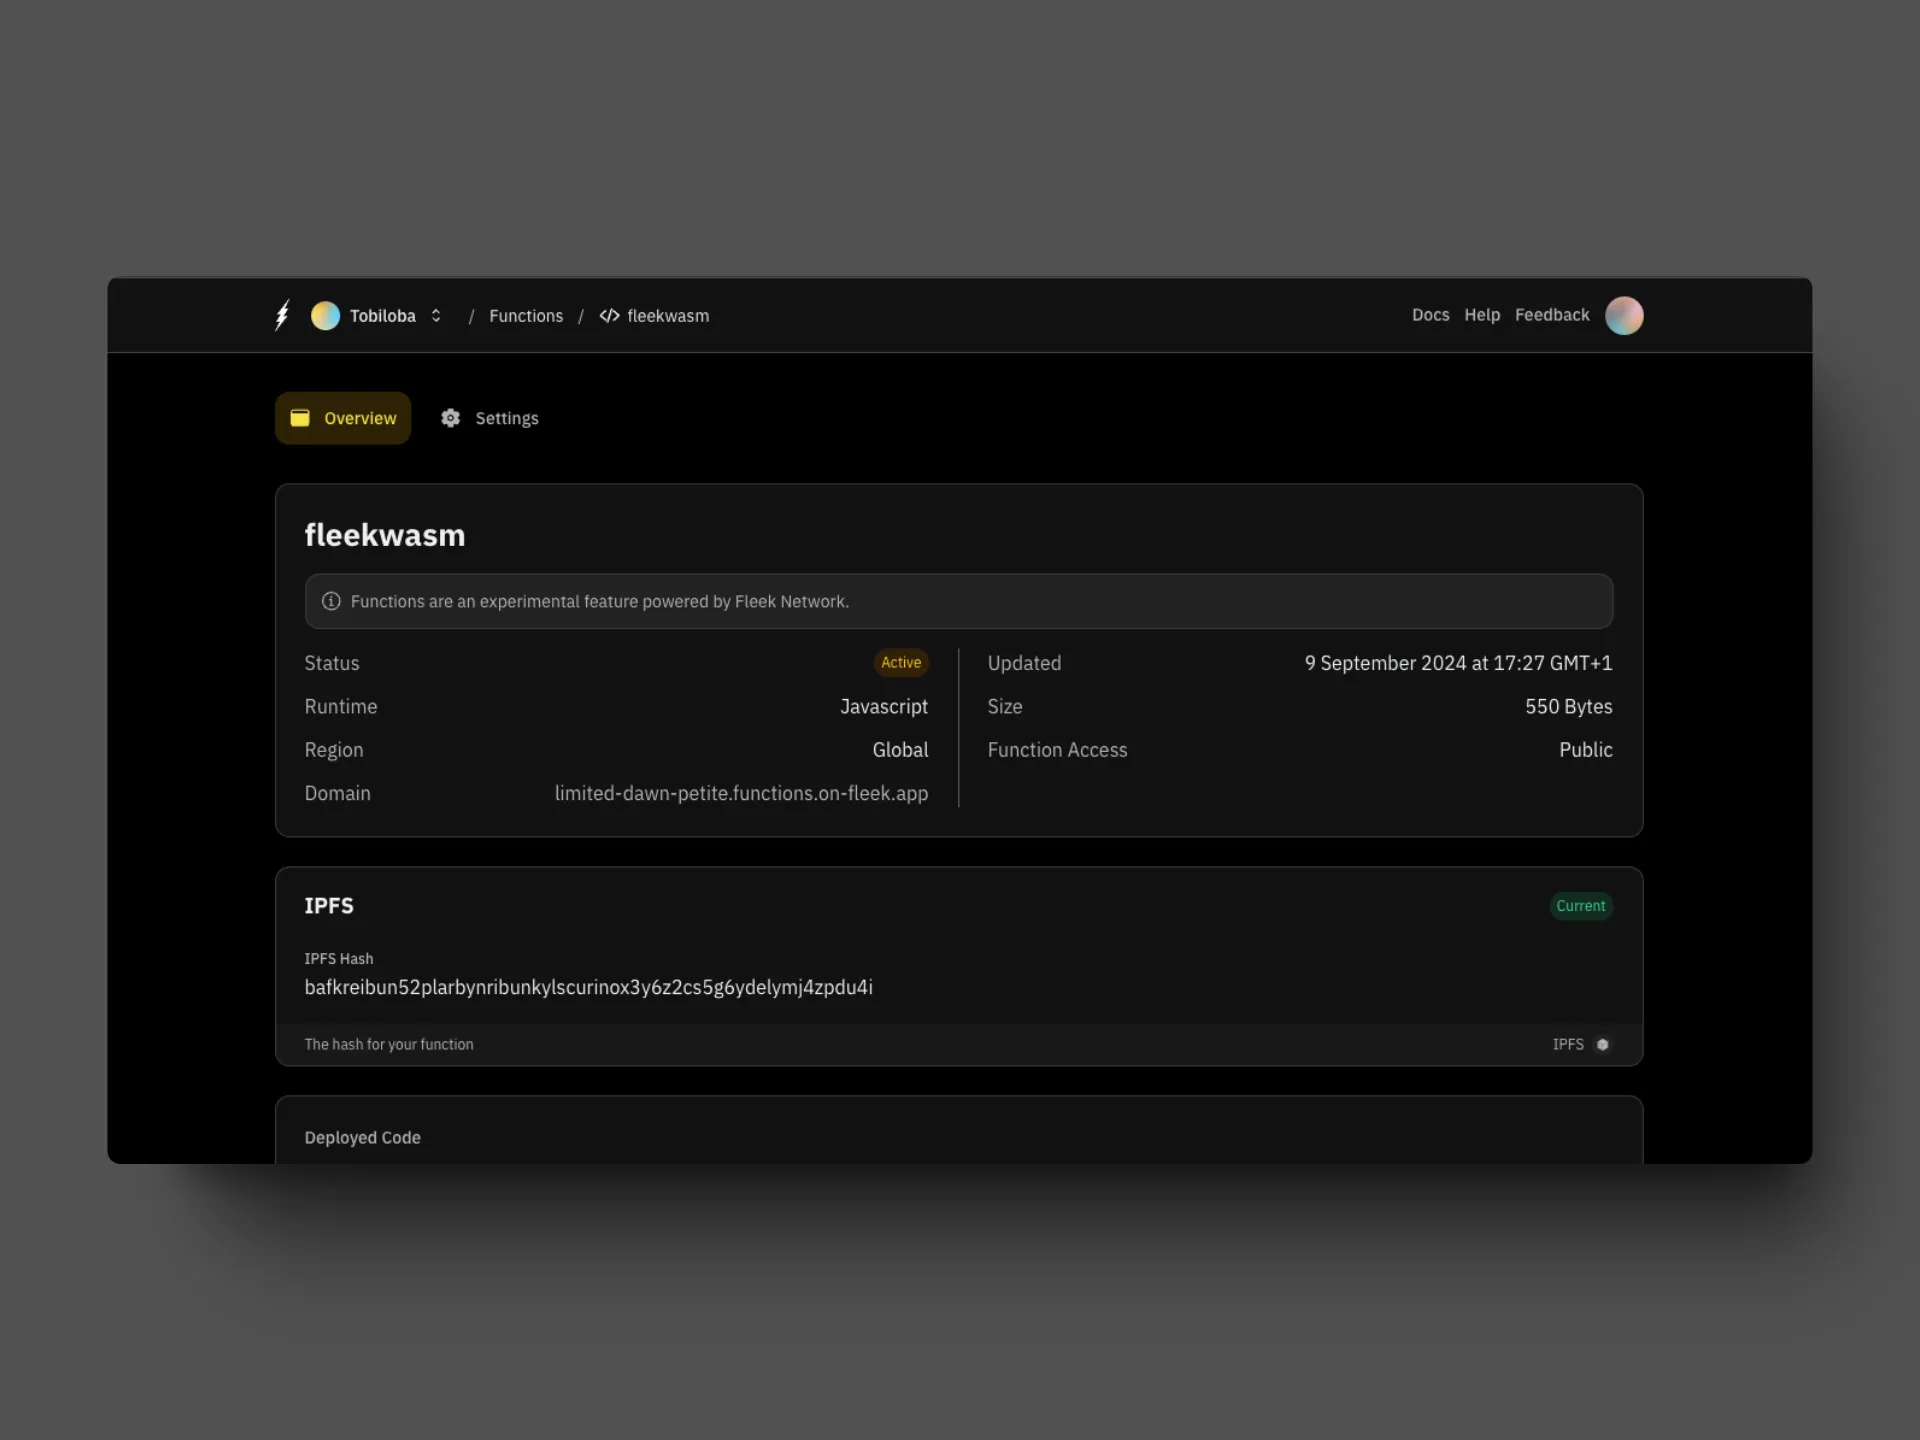 Tobiloba / Functions / </> fleekwasm Docs Help Feedback
Overview Settings
fleekwasm
Functions are an experimental feature powered by Fleek Network.
Status Active
Runtime Javascript
Region Global
Domain limited-dawn-petite.functions.on-fleek.app
Updated 9 September 2024 at 17:27 GMT+1
Size 550 Bytes
Function Access Public
IPFS Current
IPFS Hash
bafkreibun52plarbynribunkylscurinox3y6z2cs5g6ydelymj4zpdu4i
The hash for your function IPFS
Deployed Code